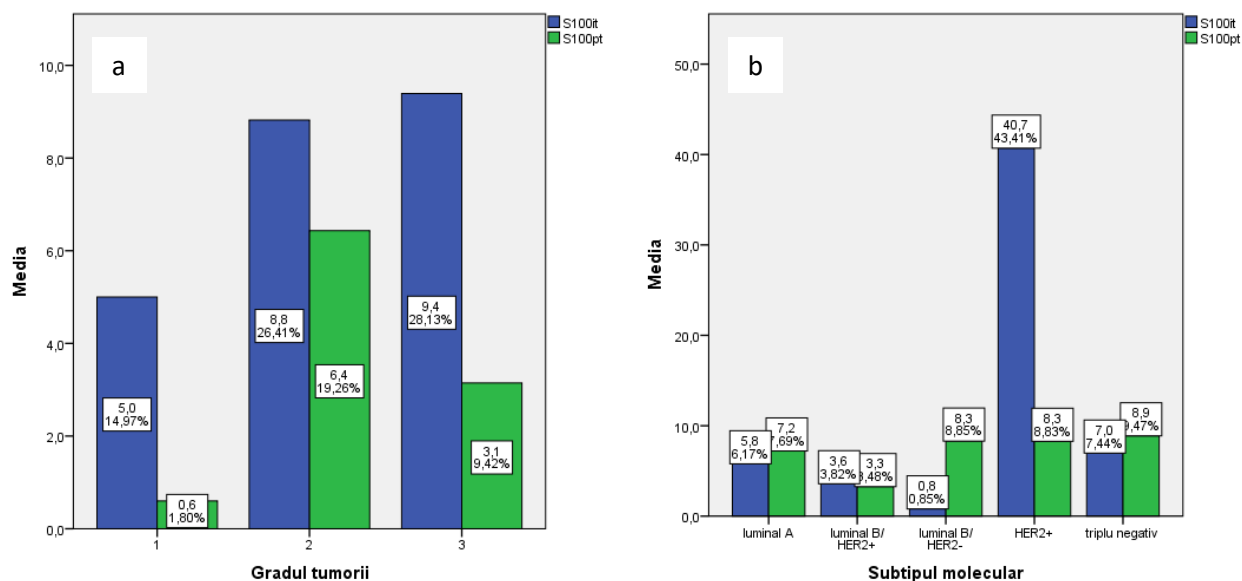 a
S100it
S100pt
10,0
8,0
6,0
4,0
2,0
0,0
Media
5,0
14,97%
0,6
1,80%
8,8
26,41%
6,4
19,26%
9,4
28,13%
3,1
9,42%
1
2
3
Gradul tumorii
b
S100it
S100pt
50,0
40,0
30,0
20,0
10,0
0,0
Media
5,8
6,17%
7,2
7,69%
3,6
3,82%
3,3
3,48%
0,8
0,85%
8,3
8,85%
40,7
43,41%
8,3
8,83%
7,0
7,44%
8,9
9,47%
luminal A
luminal B/
HER2+
luminal B/
HER2-
HER2+
triplu negativ
Subtipul molecular